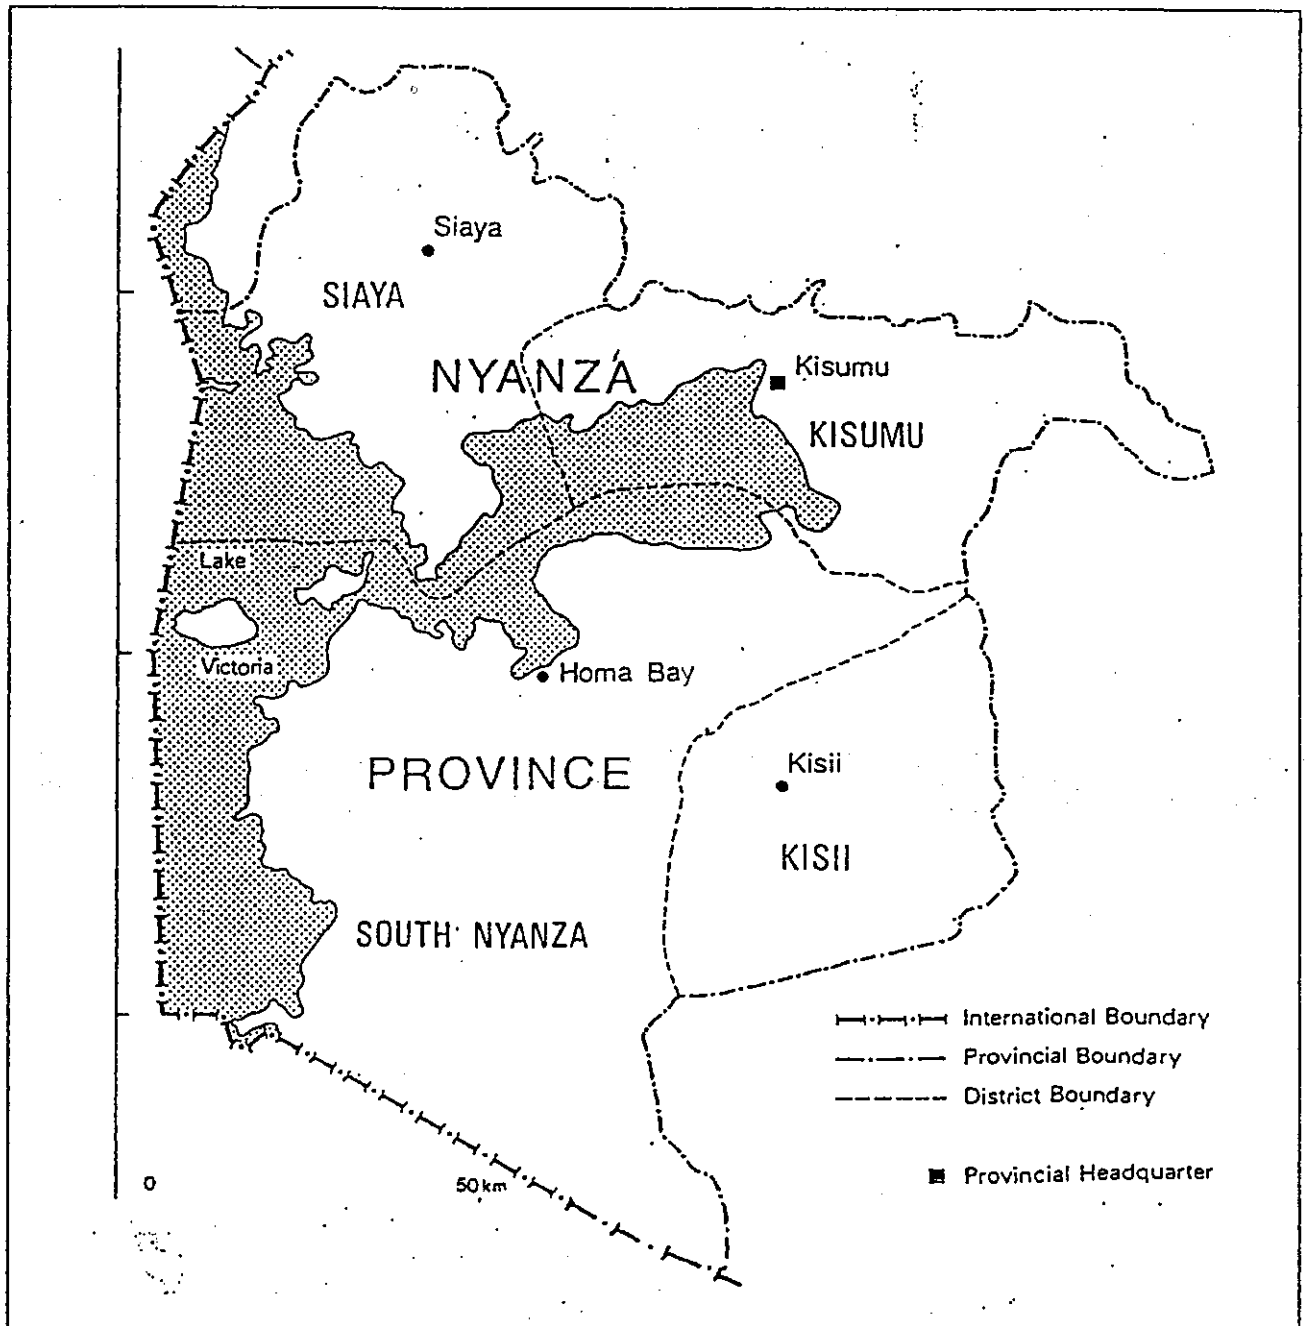 Siaya
SIAYA
NYANZA
Kisumu
KISUMU
Lake
Victoria
Homa Bay
PROVINCE
Kisii
KISII
SOUTH NYANZA
International Boundary
Provincial Boundary
District Boundary
0 50 km
Provincial Headquarter